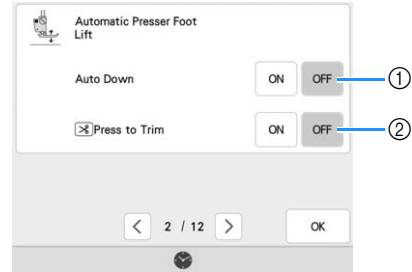 Automatic Presser Foot
Lift
Auto Down ON OFF ①
Press to Trim ON OFF ②
< 2 / 12 > OK